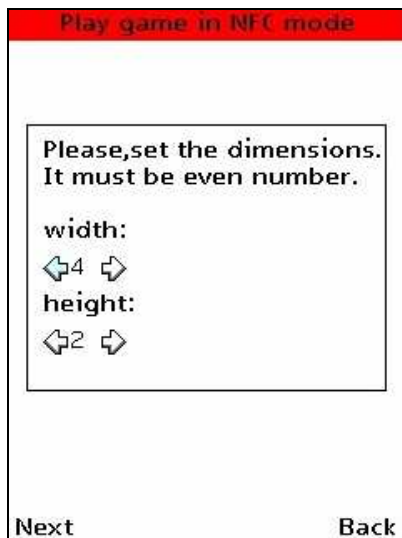 Play game in NFC mode
Please,set the dimensions.
It must be even number.
width:
4
height:
2
Next Back